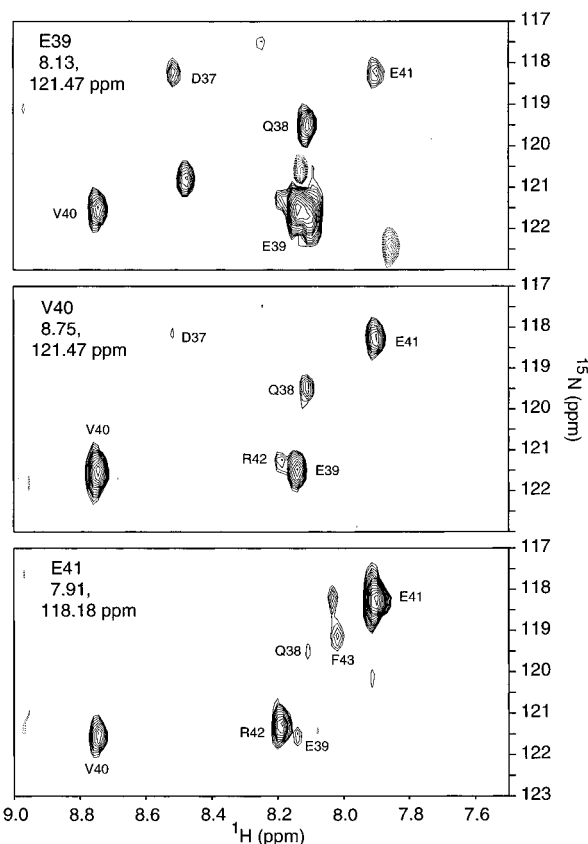 E39
8.13,
121.47 ppm
D37
E41
Q38
V40
E39
117
118
119
120
121
122
V40
8.75,
121.47 ppm
D37
E41
Q38
V40
R42
E39
117
118
119
120
121
122
15N (ppm)
E41
7.91,
118.18 ppm
E41
Q38
F43
R42
E39
V40
117
118
119
120
121
122
123
9.0
8.8
8.6
8.4
8.2
8.0
7.8
7.6
1H (ppm)